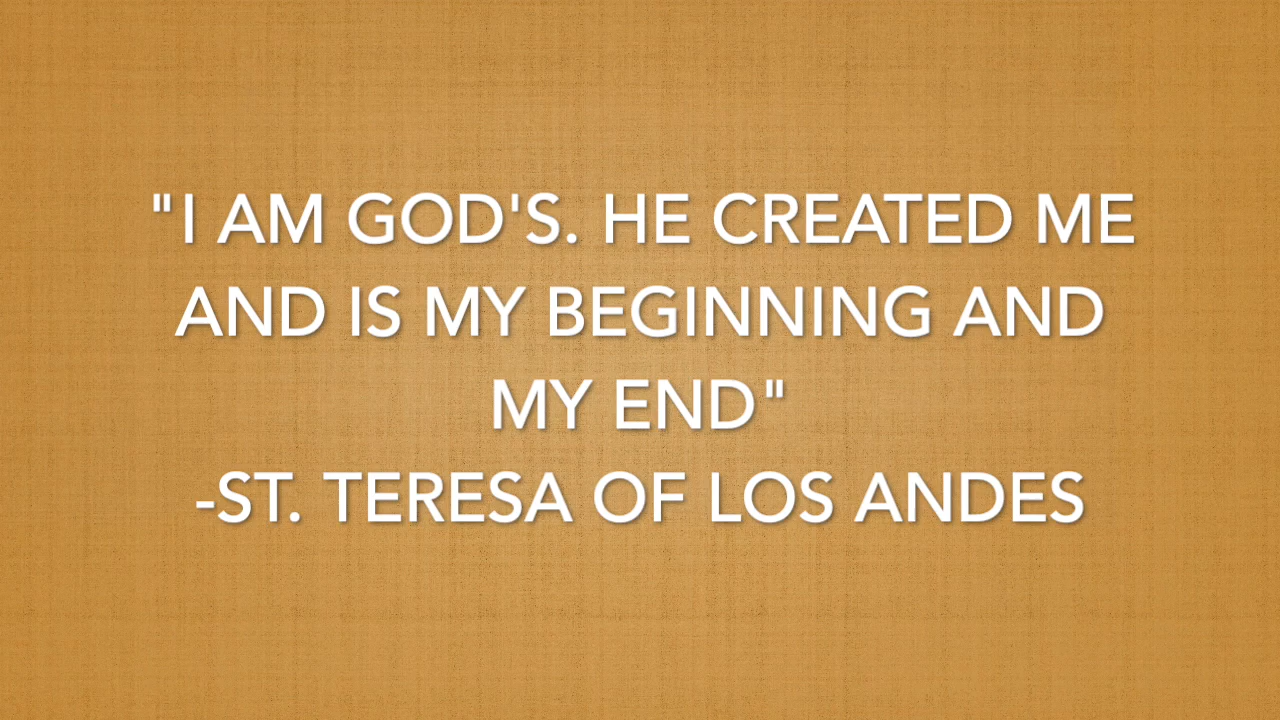 "I AM GOD'S. HE CREATED ME
AND IS MY BEGINNING AND
MY END"
-ST. TERESA OF LOS ANDES